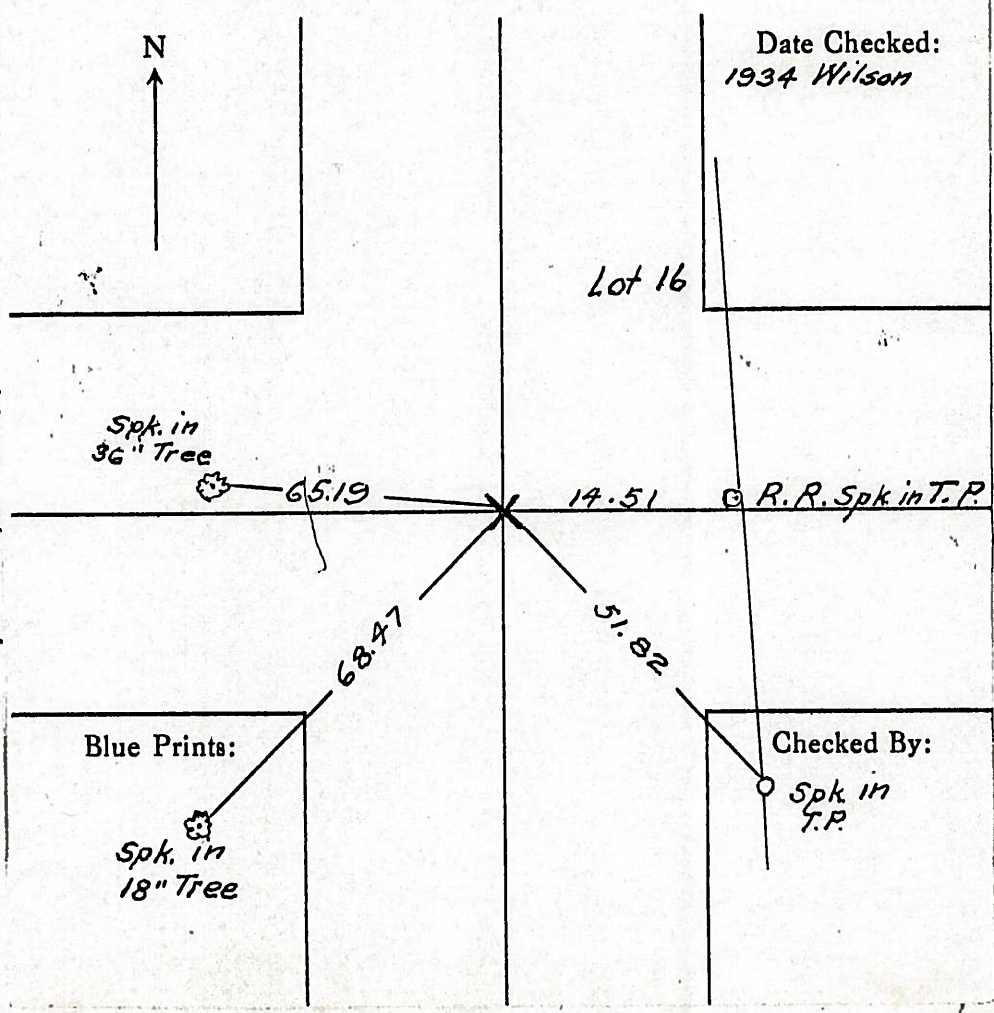 N
Date Checked:
1934 Wilson
Lot 16
Spk. in
36" Tree
65.19
14.51
R.R. Spk in T.P.
68.47
51.82
Blue Prints:
Checked By:
Spk in
T.P.
Spk. in
18" Tree